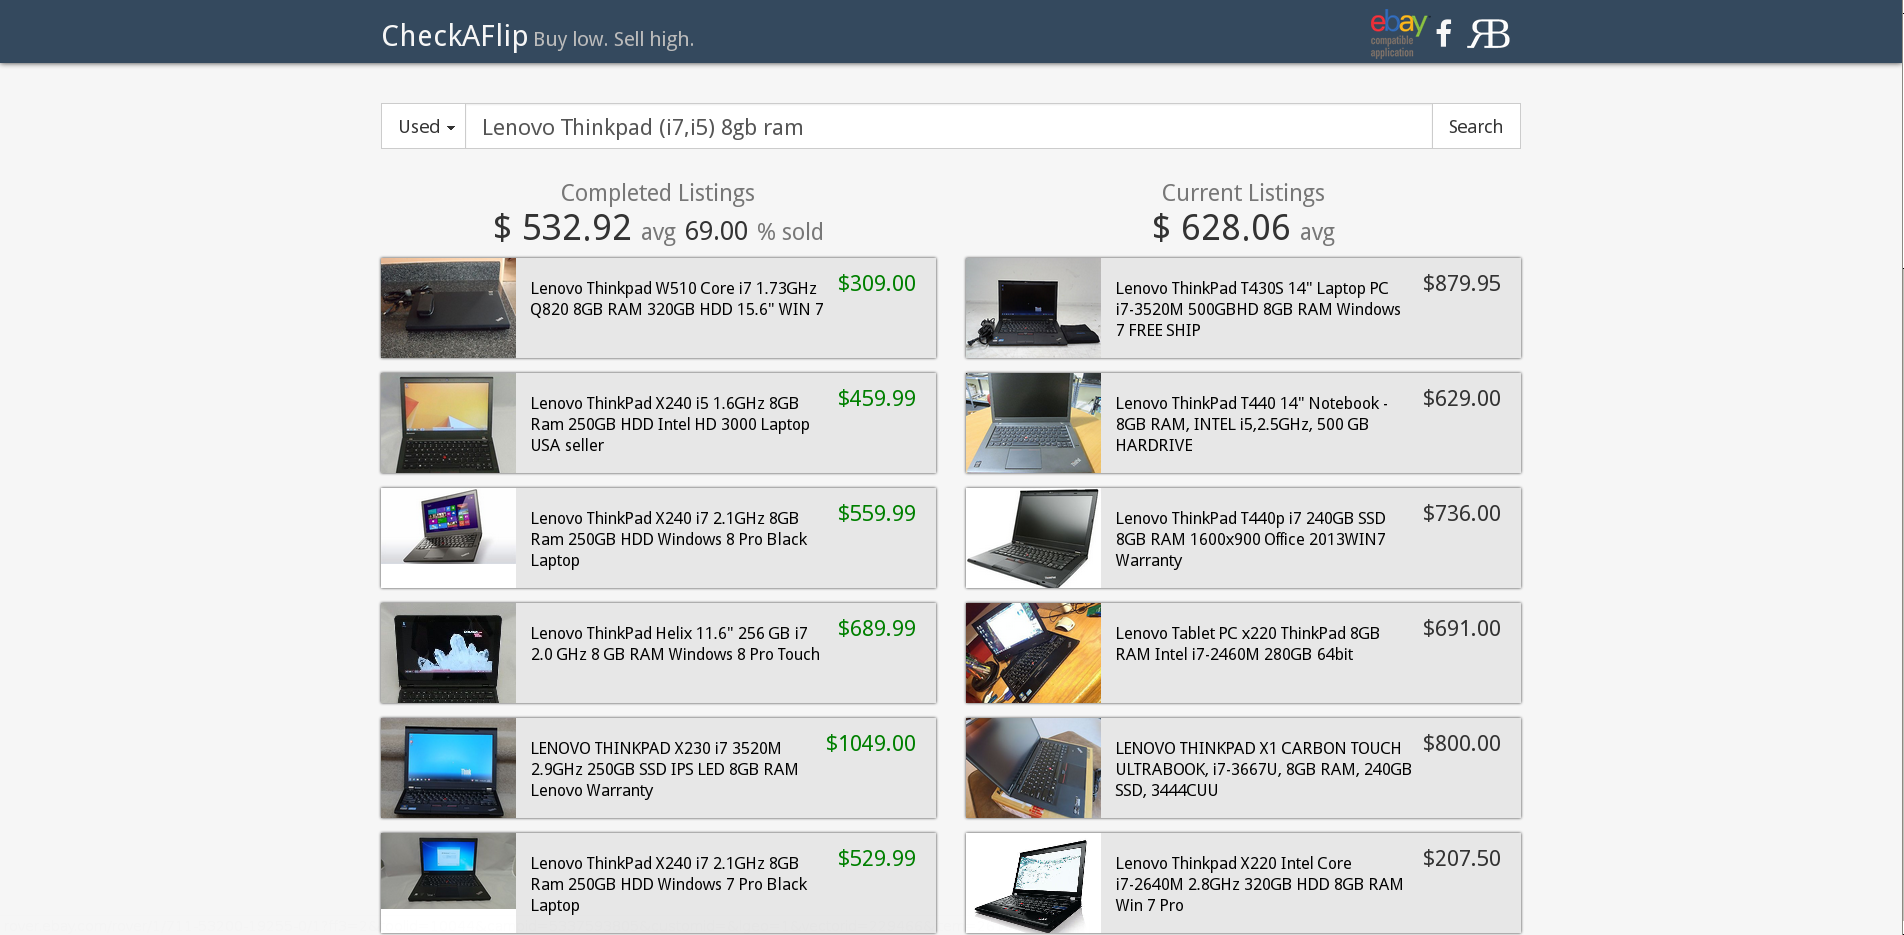 CheckAFlip Buy low. Sell high.
ebay
compatible
application
f
RB
Used
Lenovo Thinkpad (i7,i5) 8gb ram
Search
Completed Listings
$ 532.92 avg 69.00 % sold
Lenovo Thinkpad W510 Core i7 1.73GHz
Q820 8GB RAM 320GB HDD 15.6" WIN 7
$309.00
Lenovo ThinkPad X240 i5 1.6GHz 8GB
Ram 250GB HDD Intel HD 3000 Laptop
USA seller
$459.99
Lenovo ThinkPad X240 i7 2.1GHz 8GB
Ram 250GB HDD Windows 8 Pro Black
Laptop
$559.99
Lenovo ThinkPad Helix 11.6" 256 GB i7
2.0 GHz 8 GB RAM Windows 8 Pro Touch
$689.99
LENOVO THINKPAD X230 i7 3520M
2.9GHz 250GB SSD IPS LED 8GB RAM
Lenovo Warranty
$1049.00
Lenovo ThinkPad X240 i7 2.1GHz 8GB
Ram 250GB HDD Windows 7 Pro Black
Laptop
$529.99
Current Listings
$ 628.06 avg
Lenovo ThinkPad T430S 14" Laptop PC
i7-3520M 500GBHD 8GB RAM Windows
7 FREE SHIP
$879.95
Lenovo ThinkPad T440 14" Notebook -
8GB RAM, INTEL i5,2.5GHz, 500 GB
HARDRIVE
$629.00
Lenovo ThinkPad T440p i7 240GB SSD
8GB RAM 1600x900 Office 2013WIN7
Warranty
$736.00
Lenovo Tablet PC x220 ThinkPad 8GB
RAM Intel i7-2460M 280GB 64bit
$691.00
LENOVO THINKPAD X1 CARBON TOUCH
ULTRABOOK, i7-3667U, 8GB RAM, 240GB
SSD, 3444CUU
$800.00
Lenovo Thinkpad X220 Intel Core
i7-2640M 2.8GHz 320GB HDD 8GB RAM
Win 7 Pro
$207.50